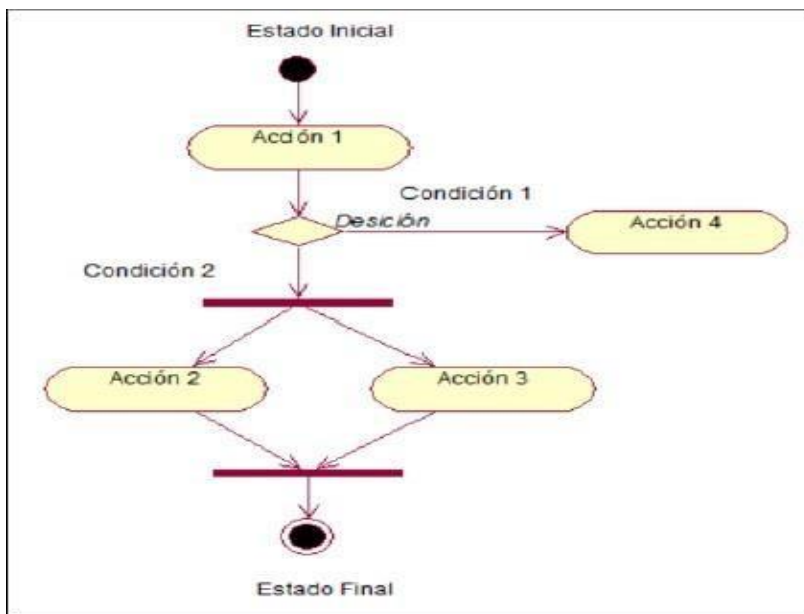 Estado Inicial
Acción 1
Condición 1
Desición
Acción 4
Condición 2
Acción 2
Acción 3
Estado Final